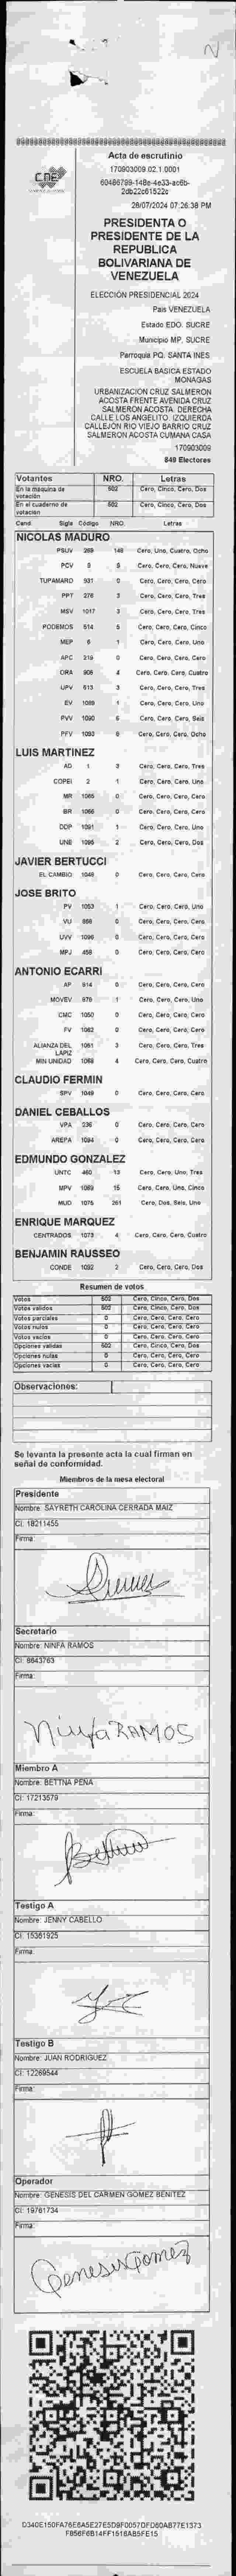 2
CNE
Acta de escrutinio
170903009.02.1.0001
28/07/2024 07:26:38 PM
PRESIDENTA O
PRESIDENTE DE LA
REPUBLICA
BOLIVARIANA DE
VENEZUELA
ELECCIÓN PRESIDENCIAL 2024
Pais VENEZUELA
Estado EDO. SUCRE
Municipio MP. SUCRE
Parroquia PQ. SANTA INES
ESCUELA BASICA ESTADO
MONAGAS
URBANIZACIÓN CRUZ SALMERON
ACOSTA FRENTE AVENIDA CRUZ
SALMERON ACOSTA. DERECHA
CALLE LOS ANGELITO. IZQUIERDA
CALLEJÓN RIO VIEJO BARRIO CRUZ
SALMERON ACOSTA CUMANA CASA
170903009
849 Electores
Votantes NRO. Letras
En la maquina de votación 502 Cero, Cinco, Cero, Dos
En el cuaderno de votación 502 Cero, Cinco, Cero, Dos
Cand Sigla Código NRO. Letras
NICOLAS MADURO
PSUV 269 148 Cero, Uno, Cuatro, Ocho
PCV 9 9 Cero, Cero, Cero, Nueve
TUPAMARO 931 0 Cero, Cero, Cero, Cero
PPT 276 3 Cero, Cero, Cero, Tres
MSV 1017 3 Cero, Cero, Cero, Tres
PODEMOS 514 5 Cero, Cero, Cero, Cinco
MEP 6 1 Cero, Cero, Cero, Uno
APC 219 0 Cero, Cero, Cero, Cero
ORA 906 4 Cero, Cero, Cero, Cuatro
UPV 613 3 Cero, Cero, Cero, Tres
EV 1089 1 Cero, Cero, Cero, Uno
PVV 1090 6 Cero, Cero, Cero, Seis
PFV 1093 8 Cero, Cero, Cero, Ocho
LUIS MARTINEZ
AD 1 3 Cero, Cero, Cero, Tres
COPEI 2 1 Cero, Cero, Cero, Uno
MR 1065 0 Cero, Cero, Cero, Cero
BR 1066 0 Cero, Cero, Cero, Cero
DDP 1091 1 Cero, Cero, Cero, Uno
UNE 1095 2 Cero, Cero, Cero, Dos
JAVIER BERTUCCI
EL CAMBIO 1048 0 Cero, Cero, Cero, Cero
JOSE BRITO
PV 1053 1 Cero, Cero, Cero, Uno
VU 868 0 Cero, Cero, Cero, Cero
UVV 1096 0 Cero, Cero, Cero, Cero
MPJ 458 0 Cero, Cero, Cero, Cero
ANTONIO ECARRI
AP 914 0 Cero, Cero, Cero, Cero
MOVEV 979 1 Cero, Cero, Cero, Uno
CMC 1050 0 Cero, Cero, Cero, Cero
FV 1062 0 Cero, Cero, Cero, Cero
ALIANZA DEL LAPIZ 1061 3 Cero, Cero, Cero, Tres
MIN UNIDAD 1069 4 Cero, Cero, Cero, Cuatro
CLAUDIO FERMIN
SPV 1049 0 Cero, Cero, Cero, Cero
DANIEL CEBALLOS
VPA 236 0 Cero, Cero, Cero, Cero
AREPA 1094 0 Cero, Cero, Cero, Cero
EDMUNDO GONZALEZ
UNTC 460 13 Cero, Cero, Uno, Tres
MPV 1069 15 Cero, Cero, Uno, Cinco
MUD 1075 261 Cero, Dos, Seis, Uno
ENRIQUE MARQUEZ
CENTRADOS 1073 4 Cero, Cero, Cero, Cuatro
BENJAMIN RAUSSEO
CONDE 1092 2 Cero, Cero, Cero, Dos
Resumen de votos
Votos 502 Cero, Cinco, Cero, Dos
Votos validos 502 Cero, Cinco, Cero, Dos
Votos parciales 0 Cero, Cero, Cero, Cero
Votos nulos 0 Cero, Cero, Cero, Cero
Votos vacios 0 Cero, Cero, Cero, Cero
Opciones validas 502 Cero, Cinco, Cero, Dos
Opciones nulas 0 Cero, Cero, Cero, Cero
Opciones vacias 0 Cero, Cero, Cero, Cero
Observaciones:
Se levanta la presente acta la cual firman en
señal de conformidad.
Miembros de la mesa electoral
Presidente
Nombre: SAYRETH CAROLINA CERRADA MAIZ
CI: 18211455
Firma:
Secretario
Nombre: NINFA RAMOS
CI: 8643763
Firma:
Ninfa RAMOS
Miembro A
Nombre: BETTNA PEÑA
CI: 17213579
Firma:
Testigo A
Nombre: JENNY CABELLO
CI: 15361925
Firma:
Testigo B
Nombre: JUAN RODRIGUEZ
CI: 12269544
Firma:
Operador
Nombre: GENESIS DEL CARMEN GOMEZ BENITEZ
CI: 19761734
Firma:
Genesis Gomez